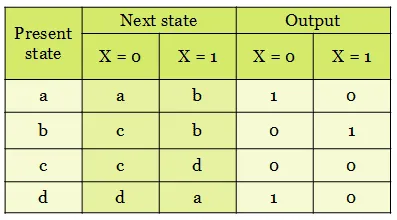 Present state Next state Output
X = 0 X = 1 X = 0 X = 1
a a b 1 0
b c b 0 1
c c d 0 0
d d a 1 0